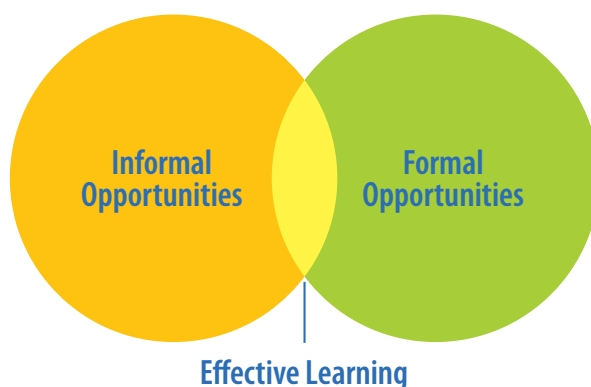 Informal
Opportunities
Formal
Opportunities
Effective Learning